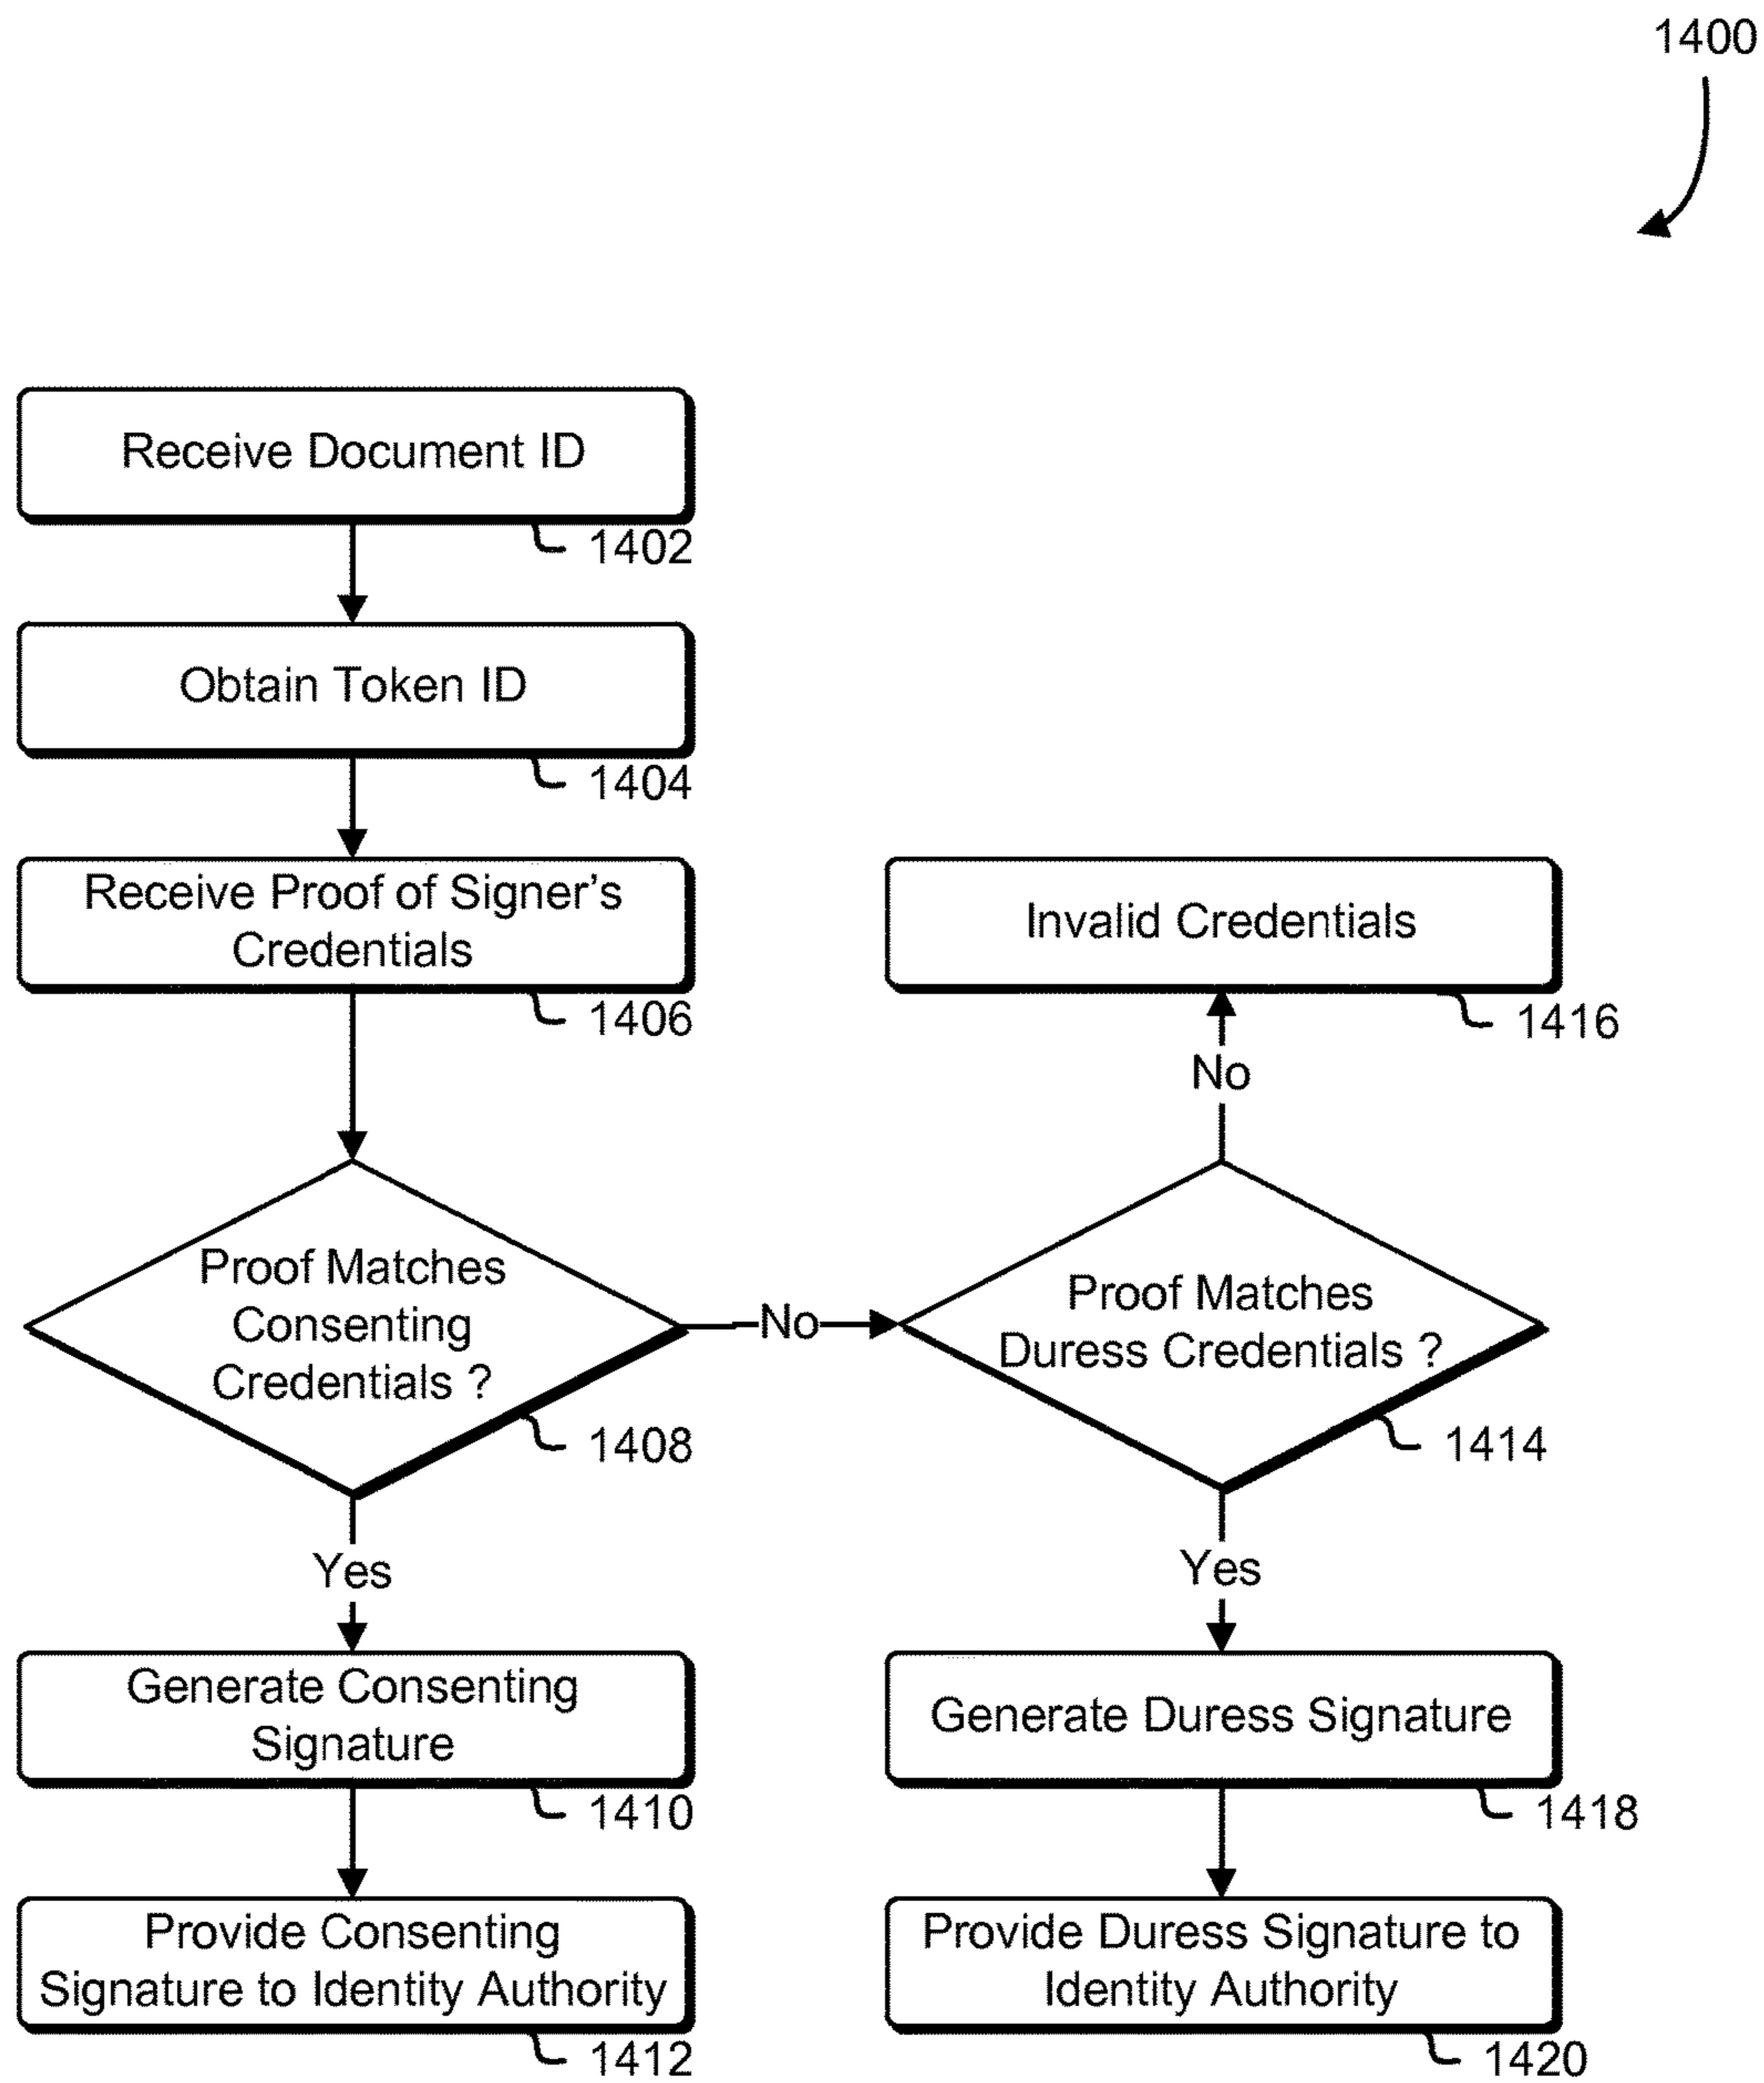 1400
Receive Document ID
1402
Obtain Token ID
1404
Receive Proof of Signer’s
Credentials
1406
Invalid Credentials
1416
No
Proof Matches
Consenting
Credentials ?
1408
No
Proof Matches
Duress Credentials ?
1414
Yes
Yes
Generate Consenting
Signature
1410
Generate Duress Signature
1418
Provide Consenting
Signature to Identity Authority
1412
Provide Duress Signature to
Identity Authority
1420